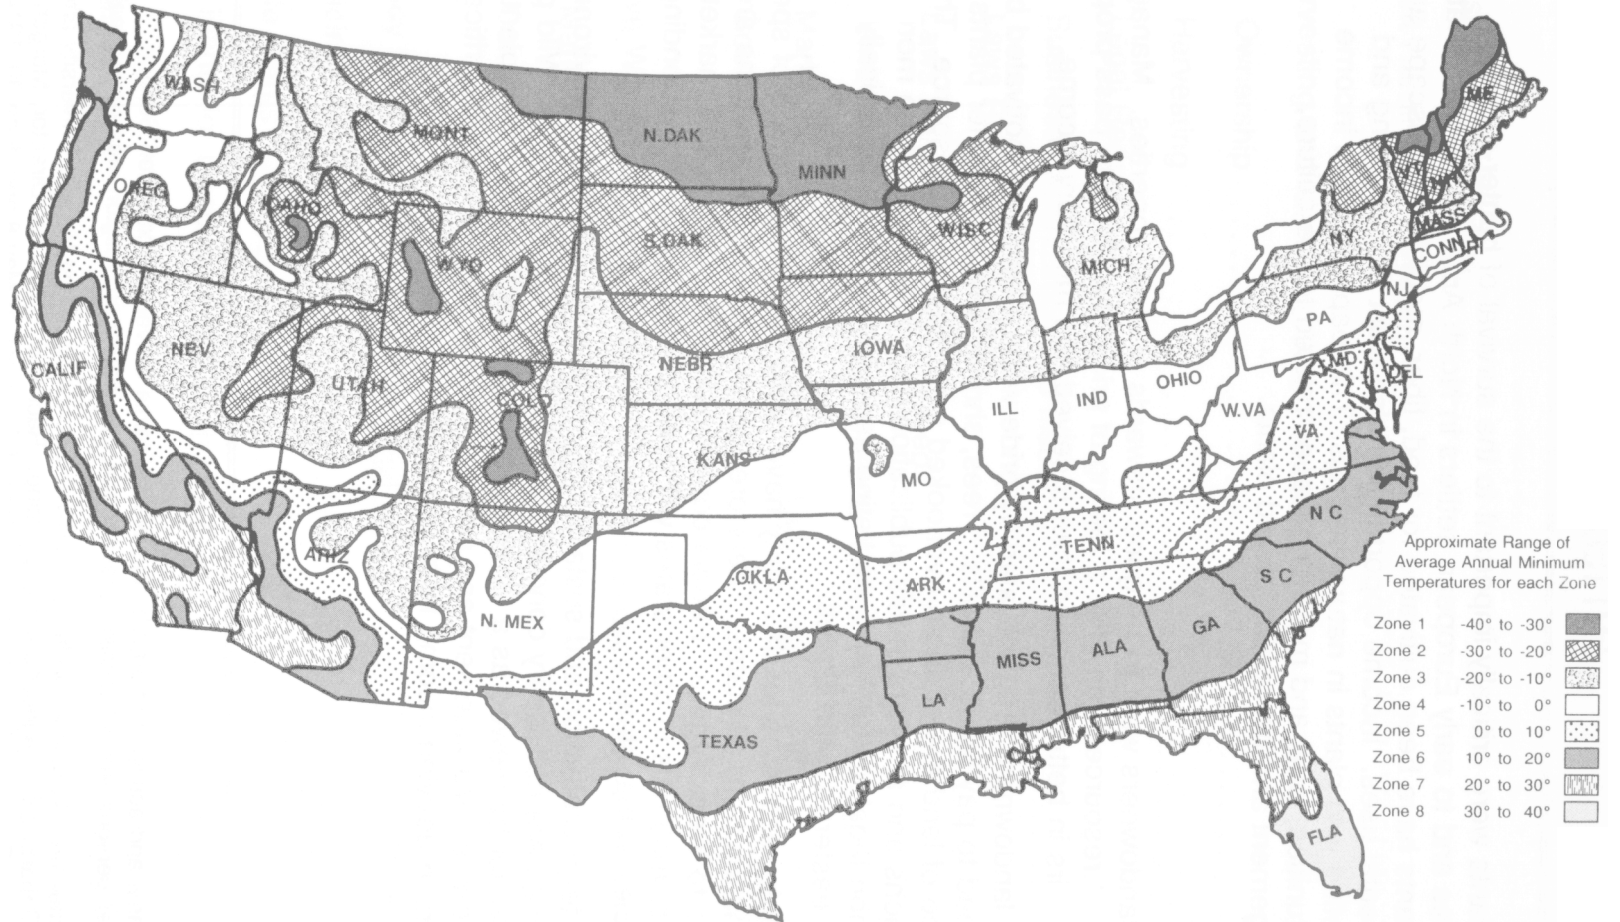 WASH
MONT
N.DAK
MINN
ME
OREG
IDAHO
WYO
S.DAK
WISC
MICH
NY
VT
NH
MASS
CONN
RI
NEV
UTAH
COLO
NEBR
IOWA
ILL
IND
OHIO
PA
NJ
MD
DEL
CALIF
KANS
MO
W.VA
VA
ARIZ
N. MEX
OKLA
ARK
TENN
N C
S C
TEXAS
LA
MISS
ALA
GA
FLA
Approximate Range of
Average Annual Minimum
Temperatures for each Zone
Zone 1 -40° to -30°
Zone 2 -30° to -20°
Zone 3 -20° to -10°
Zone 4 -10° to 0°
Zone 5 0° to 10°
Zone 6 10° to 20°
Zone 7 20° to 30°
Zone 8 30° to 40°